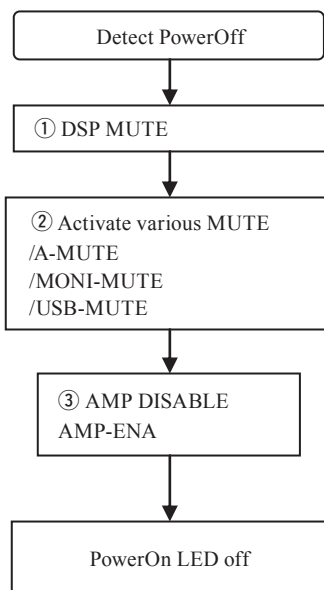 Detect PowerOff
① DSP MUTE
② Activate various MUTE
/A-MUTE
/MONI-MUTE
/USB-MUTE
③ AMP DISABLE
AMP-ENA
PowerOn LED off